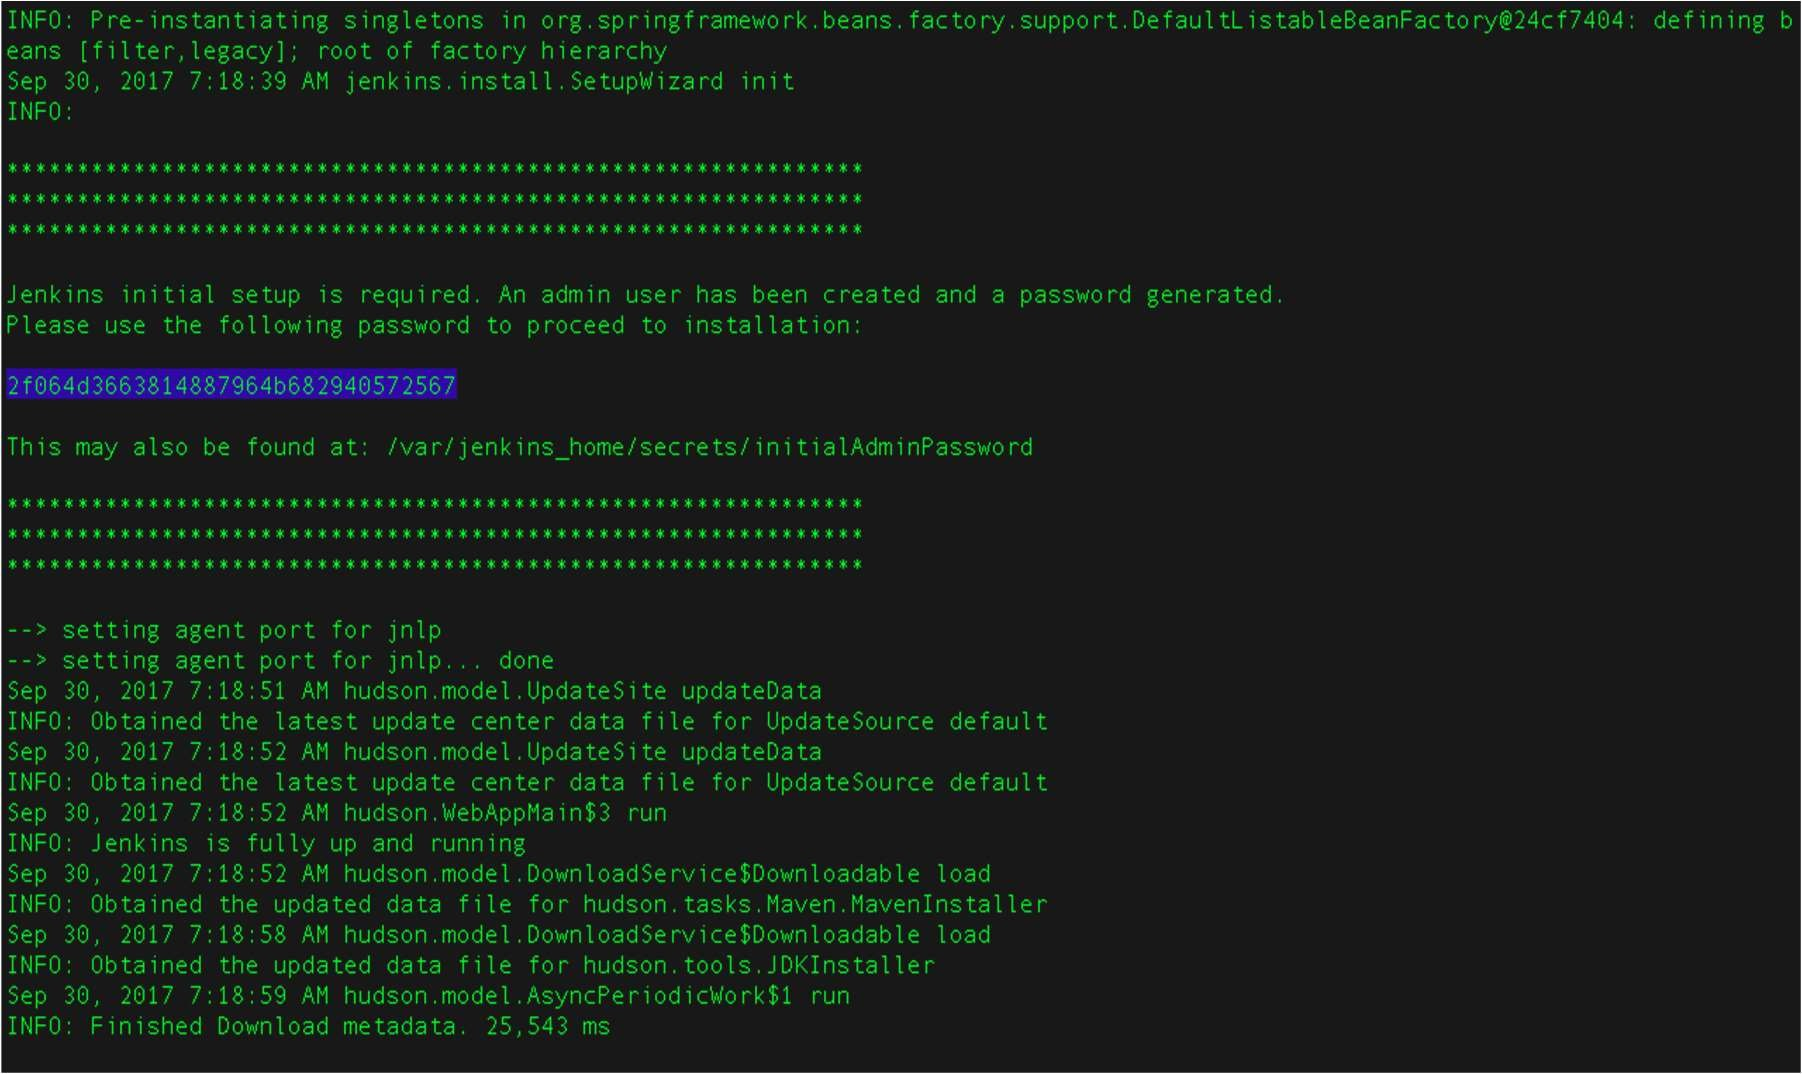 INFO: Pre-instantiating singletons in org.springframework.beans.factory.support.DefaultListableBeanFactory@24cf7404: defining b
eans [filter,legacy]; root of factory hierarchy
Sep 30, 2017 7:18:39 AM jenkins.install.SetupWizard init
INFO:
*************************************************************
*************************************************************
*************************************************************
Jenkins initial setup is required. An admin user has been created and a password generated.
Please use the following password to proceed to installation:
2f064d3663814887964b682940572567
This may also be found at: /var/jenkins_home/secrets/initialAdminPassword
*************************************************************
*************************************************************
*************************************************************
--> setting agent port for jnlp
--> setting agent port for jnlp... done
Sep 30, 2017 7:18:51 AM hudson.model.UpdateSite updateData
INFO: Obtained the latest update center data file for UpdateSource default
Sep 30, 2017 7:18:52 AM hudson.model.UpdateSite updateData
INFO: Obtained the latest update center data file for UpdateSource default
Sep 30, 2017 7:18:52 AM hudson.WebAppMain$3 run
INFO: Jenkins is fully up and running
Sep 30, 2017 7:18:52 AM hudson.model.DownloadService$Downloadable load
INFO: Obtained the updated data file for hudson.tasks.Maven.MavenInstaller
Sep 30, 2017 7:18:58 AM hudson.model.DownloadService$Downloadable load
INFO: Obtained the updated data file for hudson.tools.JDKInstaller
Sep 30, 2017 7:18:59 AM hudson.model.AsyncPeriodicWork$1 run
INFO: Finished Download metadata. 25,543 ms